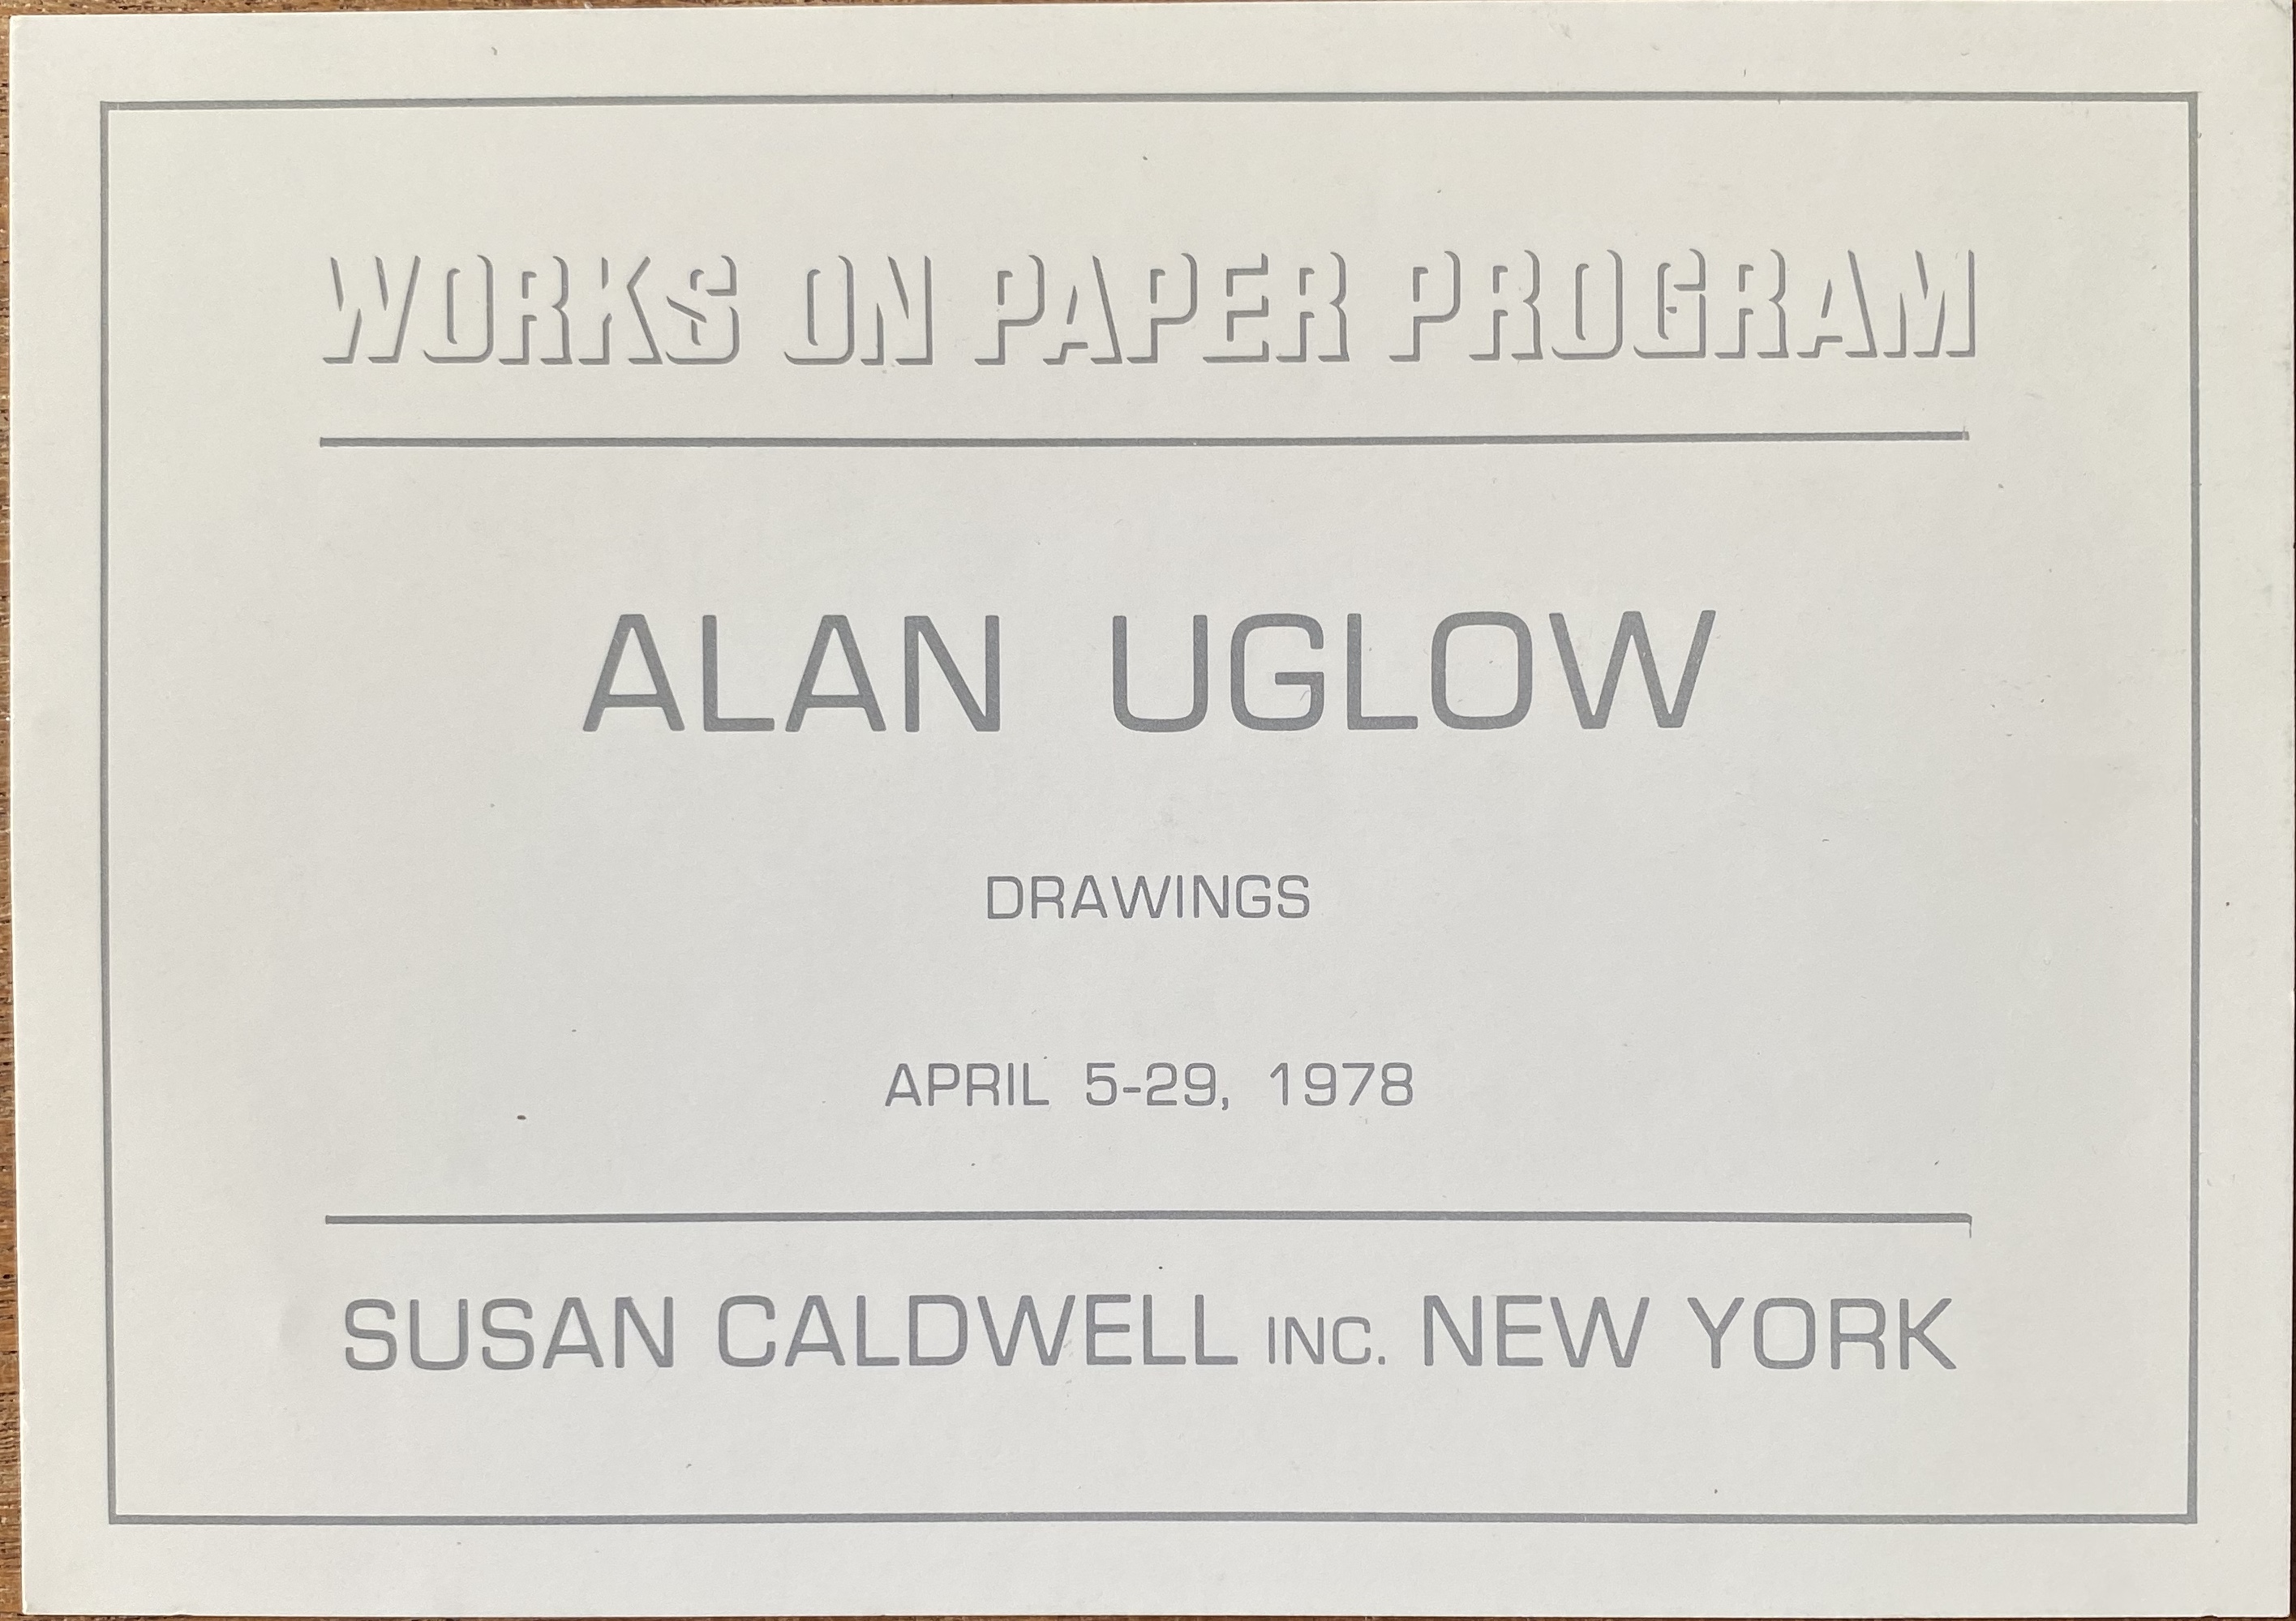 WORKS ON PAPER PROGRAM
ALAN UGLOW
DRAWINGS
APRIL 5-29, 1978
SUSAN CALDWELL INC. NEW YORK